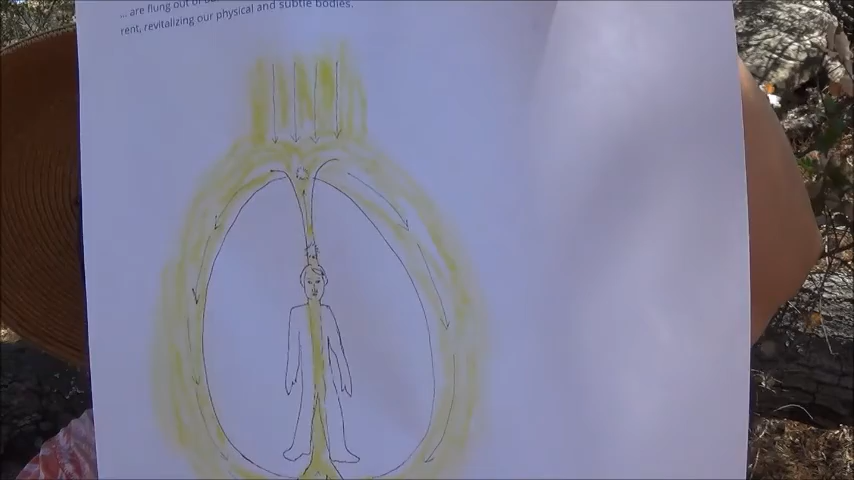 ... are flung out of
rent, revitalizing our physical and subtle bodies.